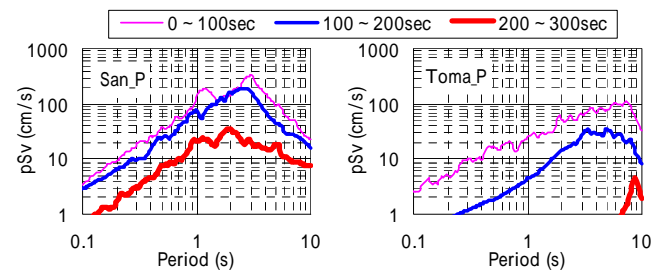 0 ~ 100sec 100 ~ 200sec 200 ~ 300sec
1000 1000
San_P Toma_P
100 100
pSv (cm/s) pSv (cm/s)
10 10
1 1
0.1 1 10 0.1 1 10
Period (s) Period (s)